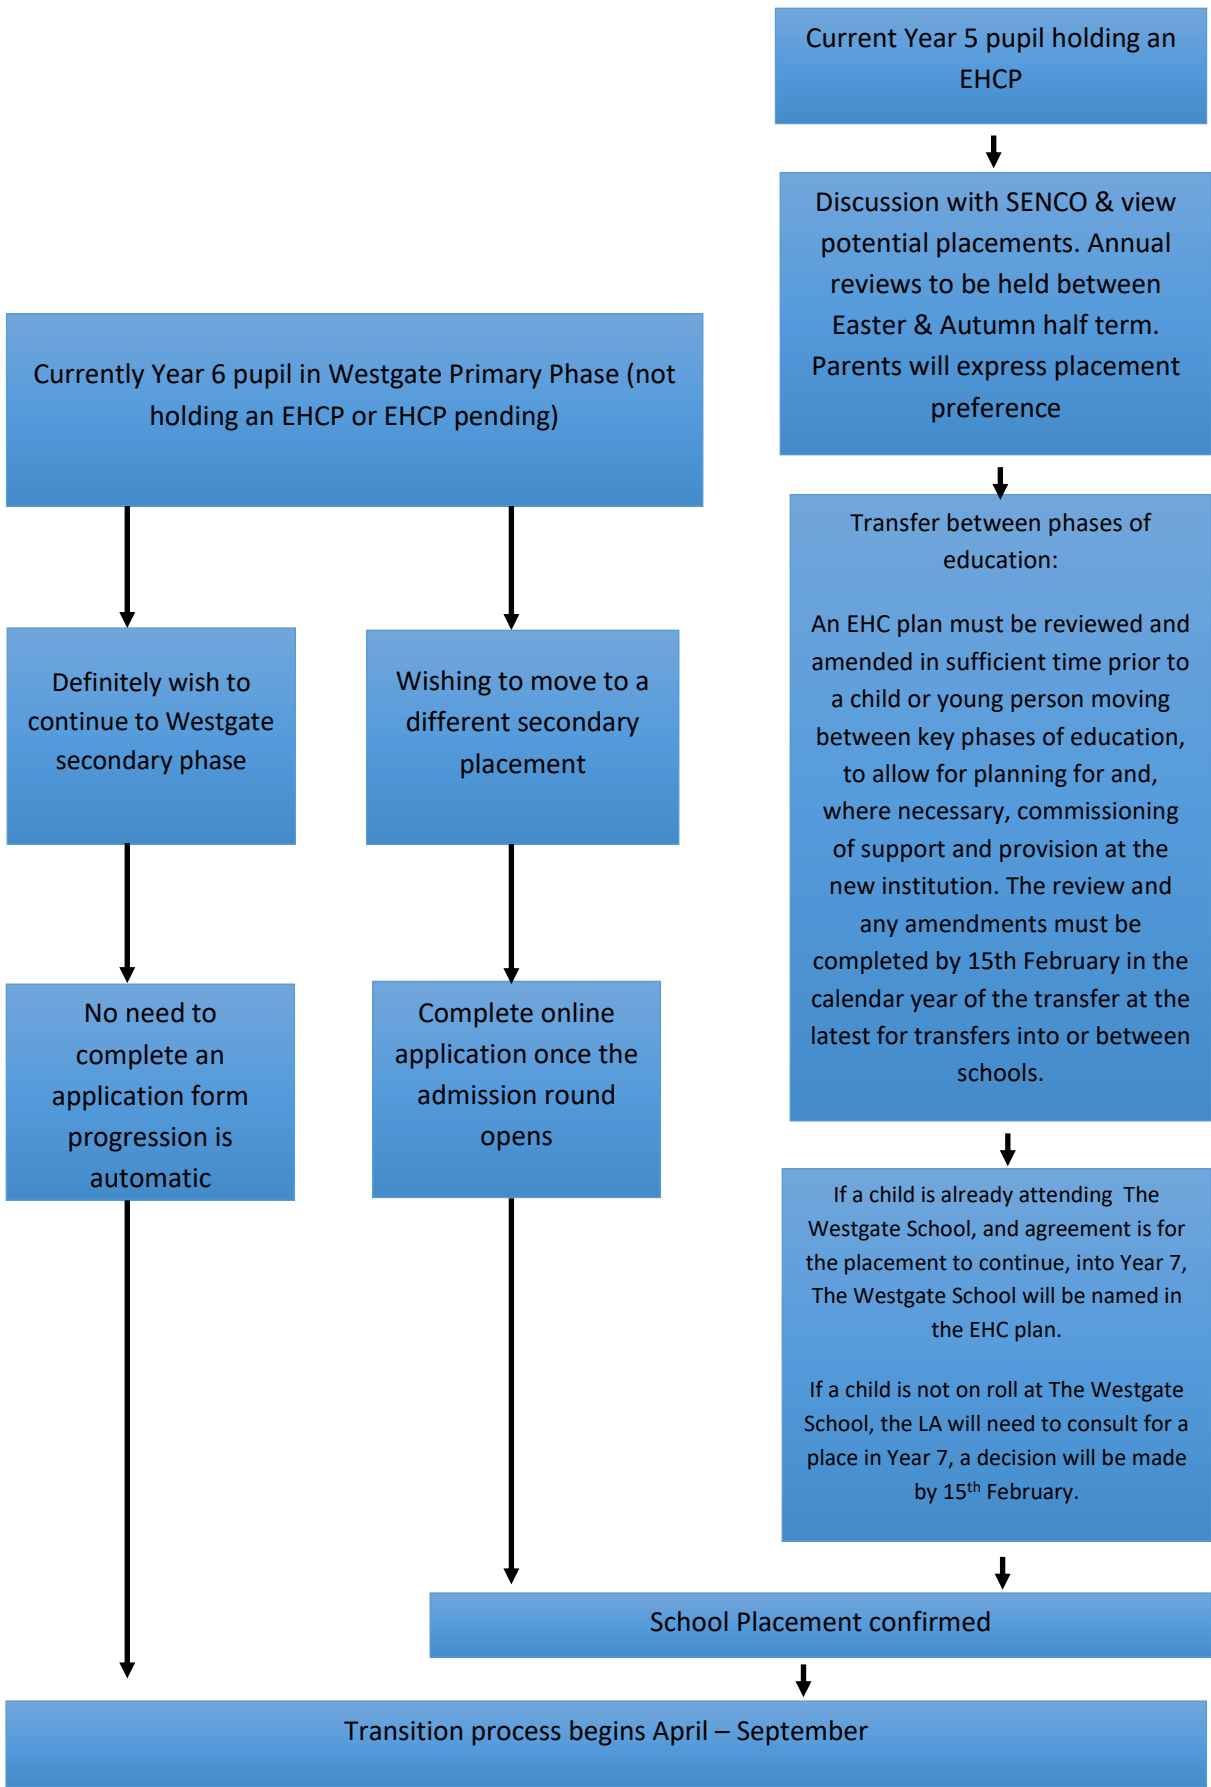 Current Year 5 pupil holding an
EHCP
Discussion with SENCO & view
potential placements. Annual
reviews to be held between
Easter & Autumn half term.
Parents will express placement
preference
Currently Year 6 pupil in Westgate Primary Phase (not
holding an EHCP or EHCP pending)
Transfer between phases of
education:
An EHC plan must be reviewed and
amended in sufficient time prior to
a child or young person moving
between key phases of education,
to allow for planning for and,
where necessary, commissioning
of support and provision at the
new institution. The review and
any amendments must be
completed by 15th February in the
calendar year of the transfer at the
latest for transfers into or between
schools.
Definitely wish to
continue to Westgate
secondary phase
Wishing to move to a
different secondary
placement
No need to
complete an
application form
progression is
automatic
Complete online
application once the
admission round
opens
If a child is already attending  The
Westgate School, and agreement is for
the placement to continue, into Year 7,
The Westgate School will be named in
the EHC plan.
If a child is not on roll at The Westgate
School, the LA will need to consult for a
place in Year 7, a decision will be made
by 15th February.
School Placement confirmed
Transition process begins April – September